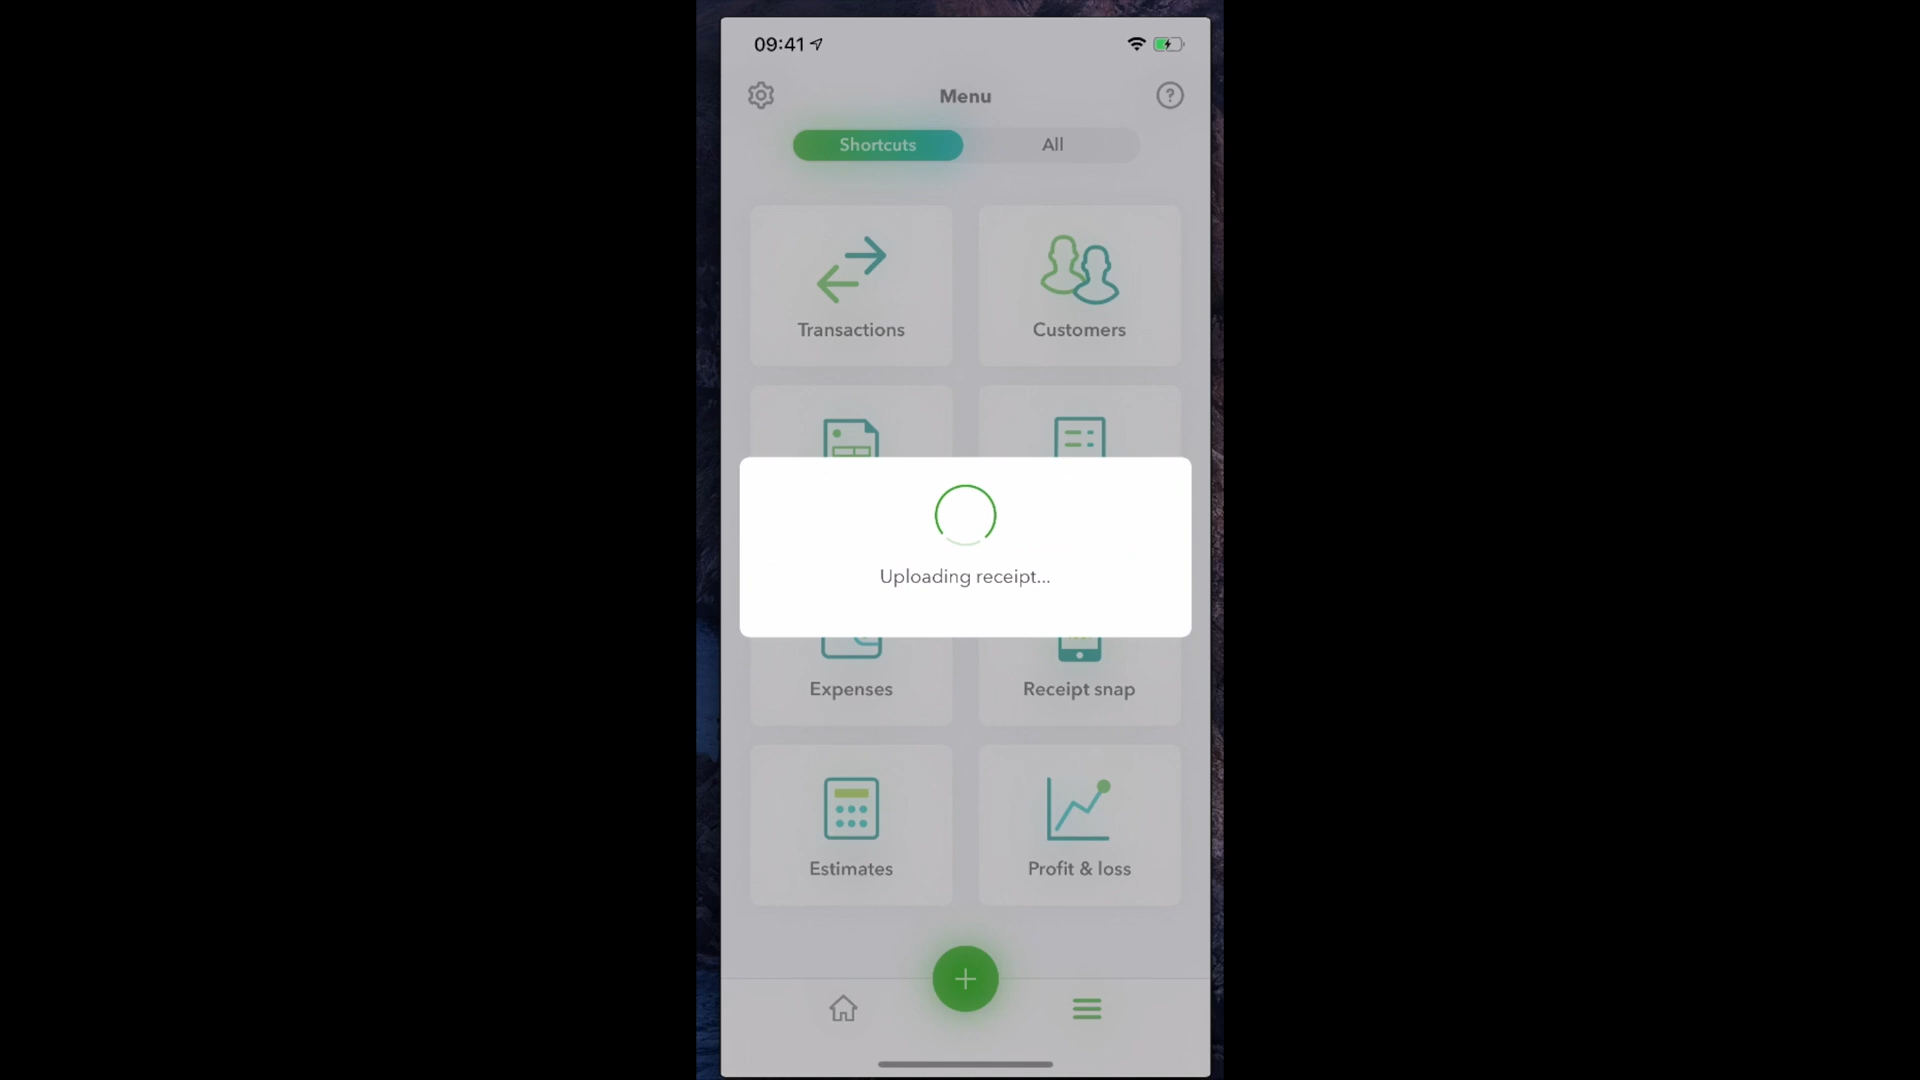 09:41
Menu
Shortcuts
All
Transactions
Customers
Uploading receipt...
Expenses
Receipt snap
Estimates
Profit & loss